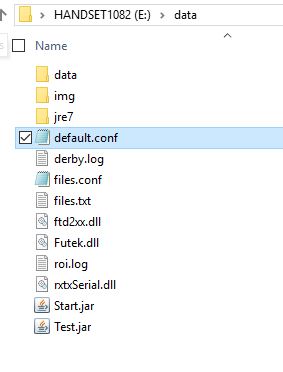 HANDSET1082 (E:) > data
Name
data
img
jre7
default.conf
derby.log
files.conf
files.txt
ftd2xx.dll
Futek.dll
roi.log
rxtxSerial.dll
Start.jar
Test.jar